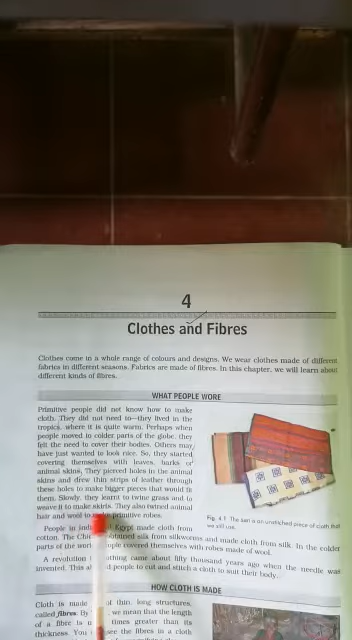 4
Clothes and Fibres
Clothes come in a whole range of colours and designs. We wear clothes made of different
fabrics in different seasons. Fabrics are made of fibres. In this chapter, we will learn about
different kinds of fibres.
WHAT PEOPLE WORE
Primitive people did not know how to make
cloth. They did not need to—they lived in the
tropics, where it is quite warm. Perhaps when
people moved to colder parts of the globe, they
felt the need to cover their bodies. Others may
have just wanted to look nice. So, they started
covering themselves with leaves, barks or
animal skins. They pierced holes in the animal
skins and drew thin strips of leather through
these holes to make bigger pieces that would fit
them. Slowly, they learnt to twine grass and to
weave it to make skirts. They also twined animal
hair and wool to make primitive robes.
Fig. 4.1 The sari is an unstitched piece of cloth that
we still use.
People in Egypt made cloth from
cotton. The obtained silk from silkworms and made cloth from silk. In the colder
parts of the people covered themselves with robes made of wool.
A revolution clothing came about fifty thousand years ago when the needle was
invented. This people to cut and stitch a cloth to suit their body.
HOW CLOTH IS MADE
Cloth is made of thin, long structures,
called fibres. By we mean that the length
of a fibre is times greater than its
thickness. You see the fibres in a cloth